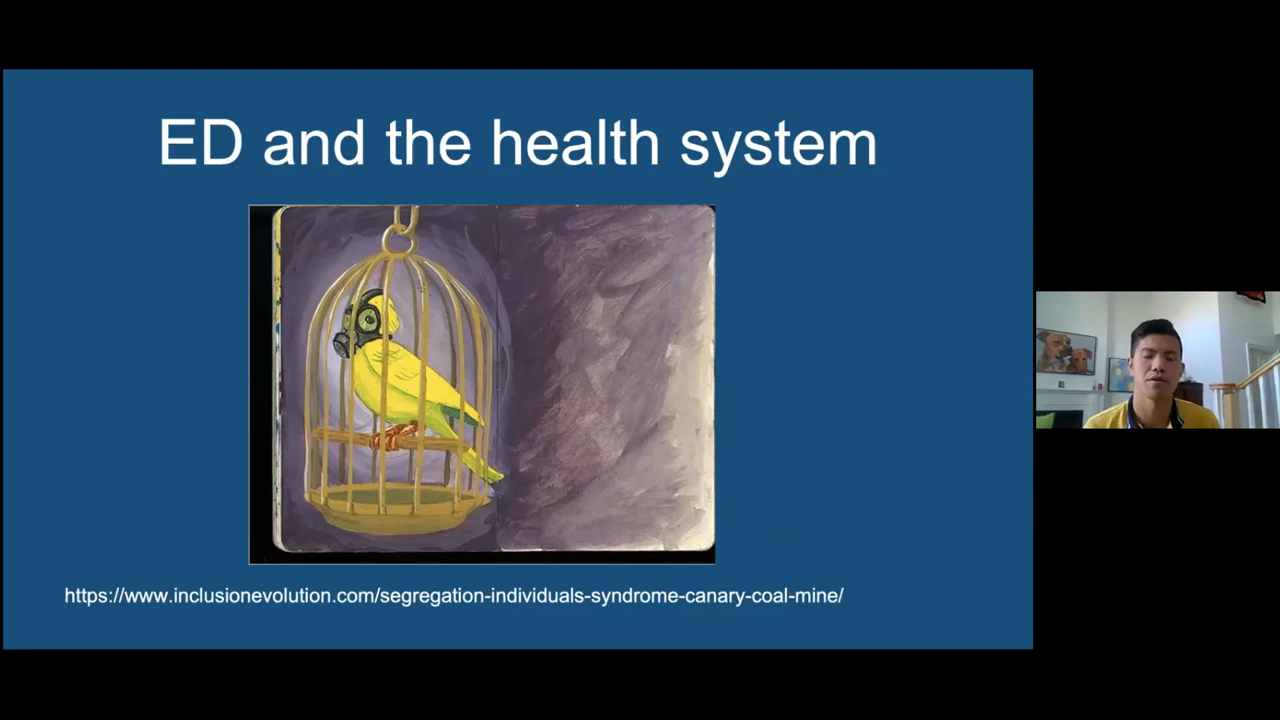 ED and the health system
https://www.inclusionevolution.com/segregation-individuals-syndrome-canary-coal-mine/